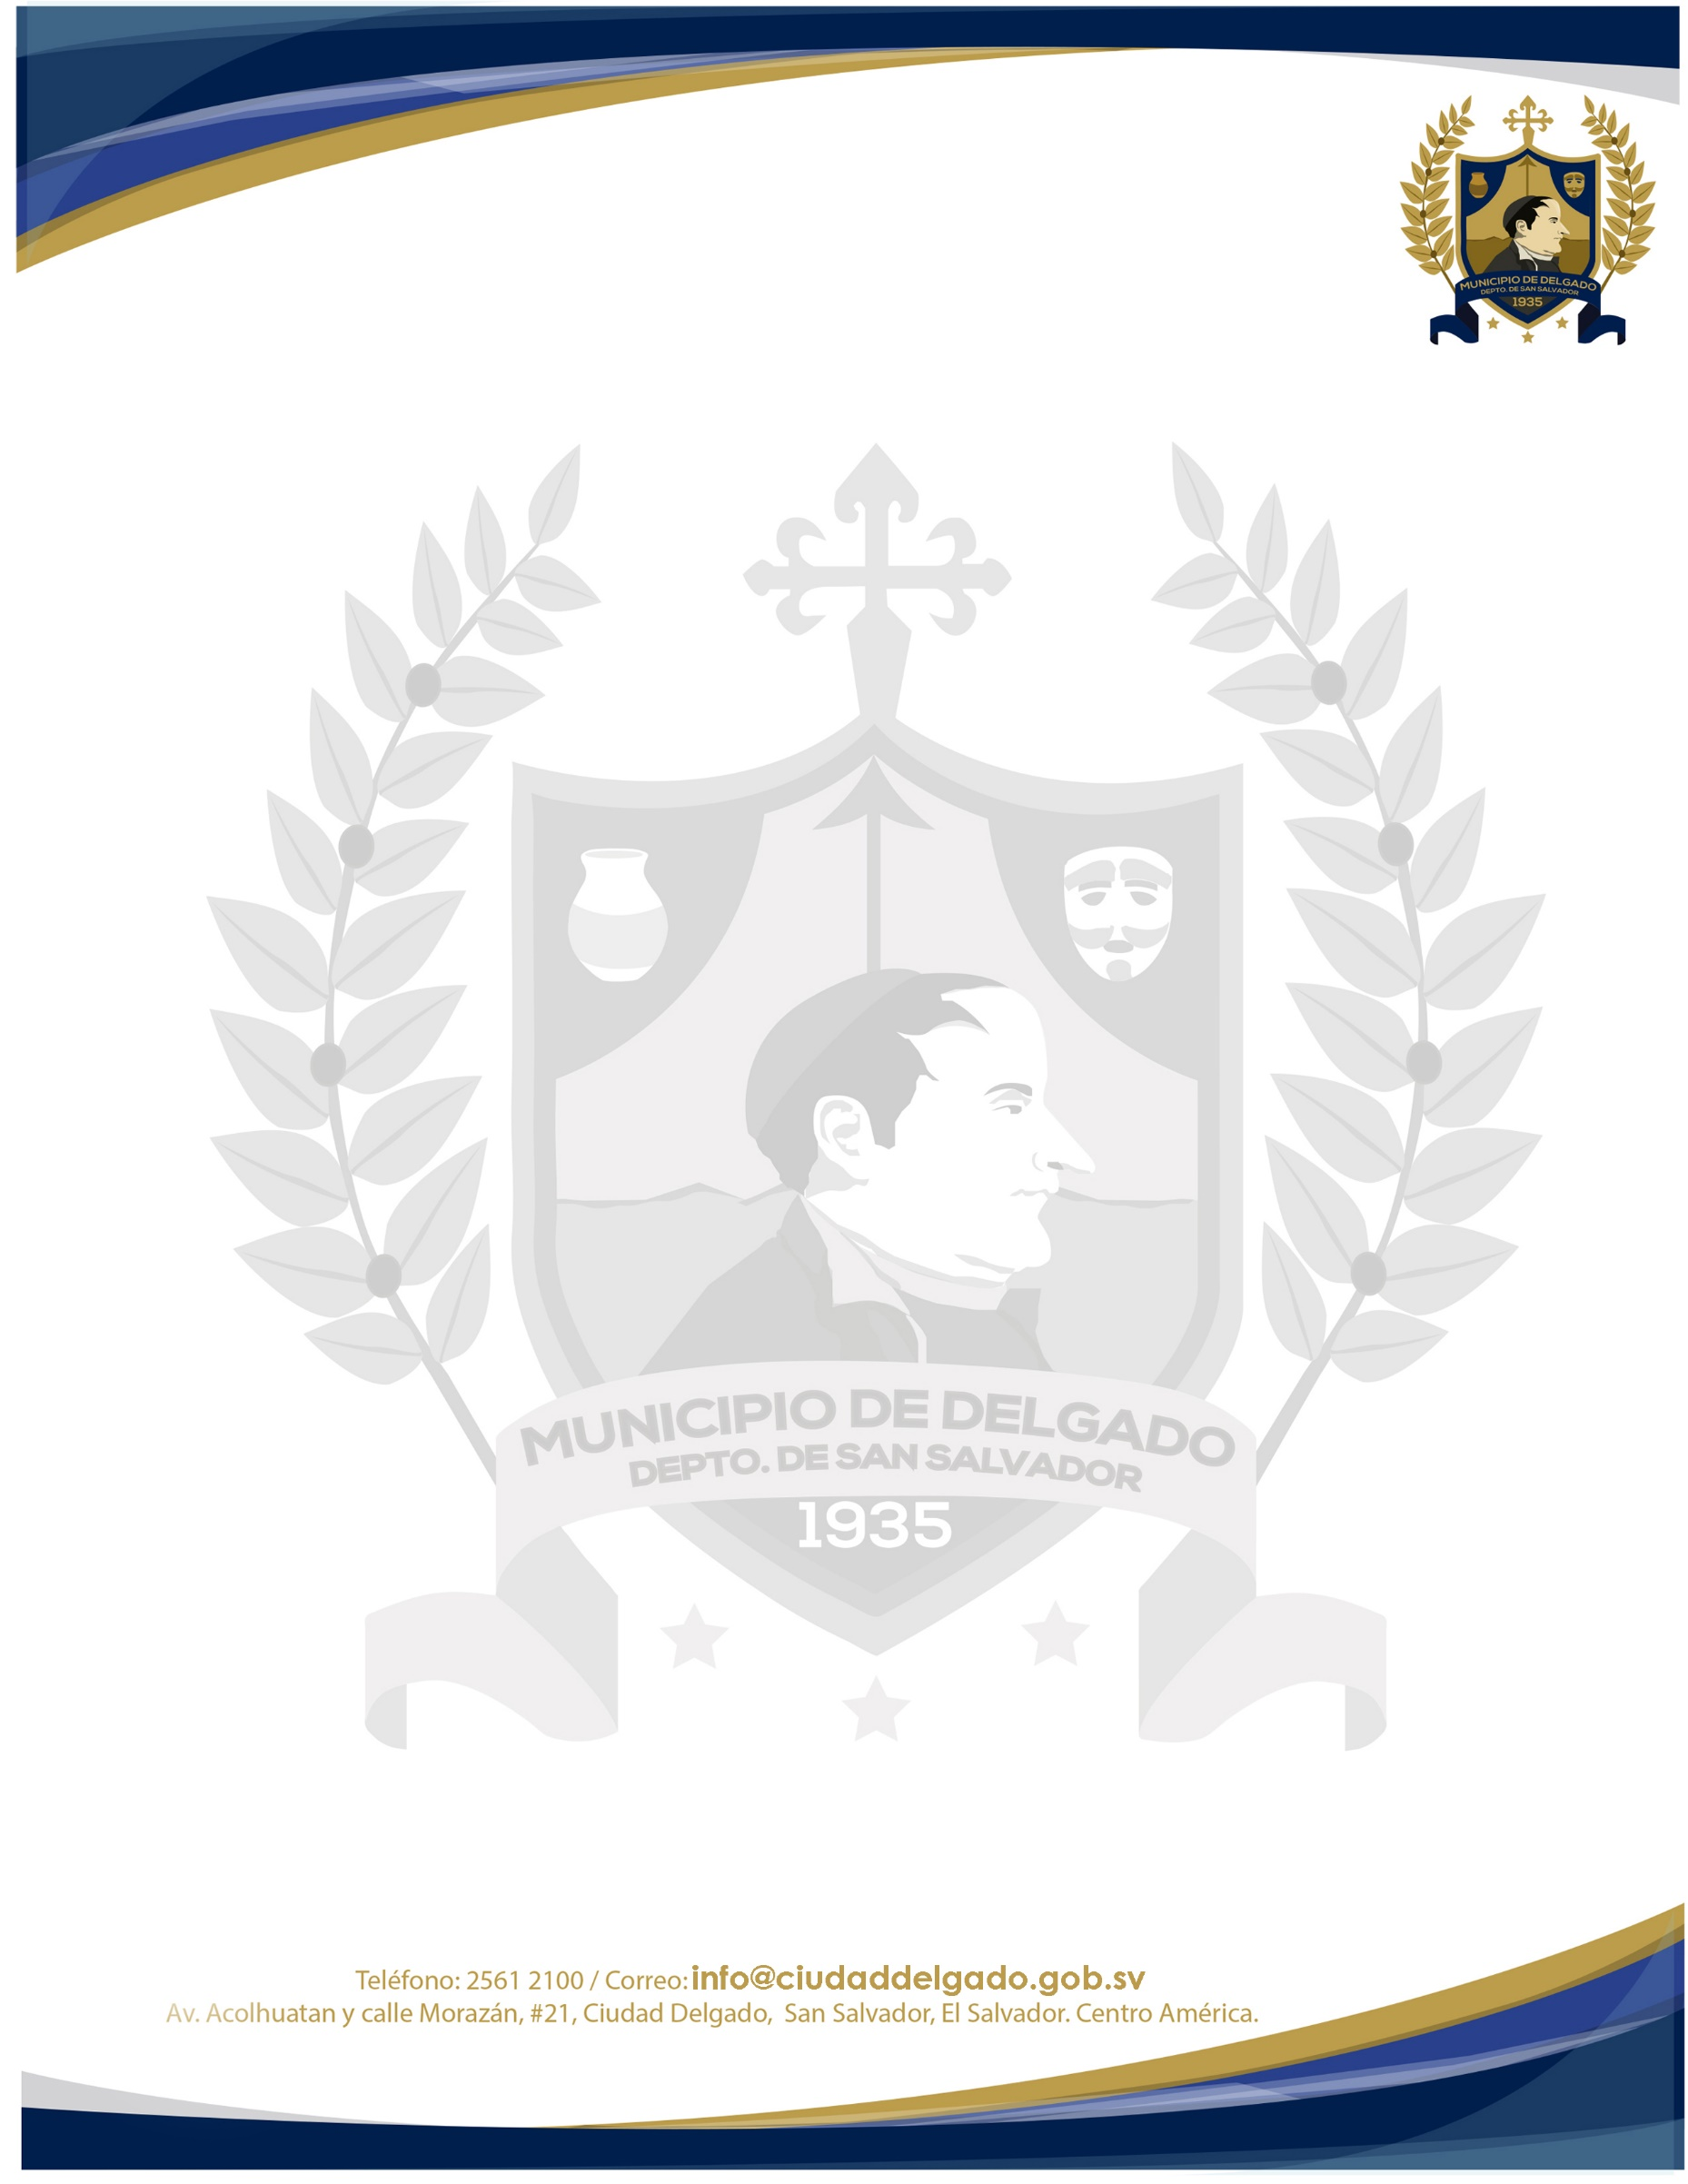 MUNICIPIO DE DELGADO
DEPTO. DE SAN SALVADOR
1935
MUNICIPIO DE DELGADO
DEPTO. DE SAN SALVADOR
1935
Teléfono: 2561 2100 / Correo: info@ciudaddelgado.gob.sv
Av. Acolhuatan y calle Morazán, #21, Ciudad Delgado, San Salvador, El Salvador. Centro América.